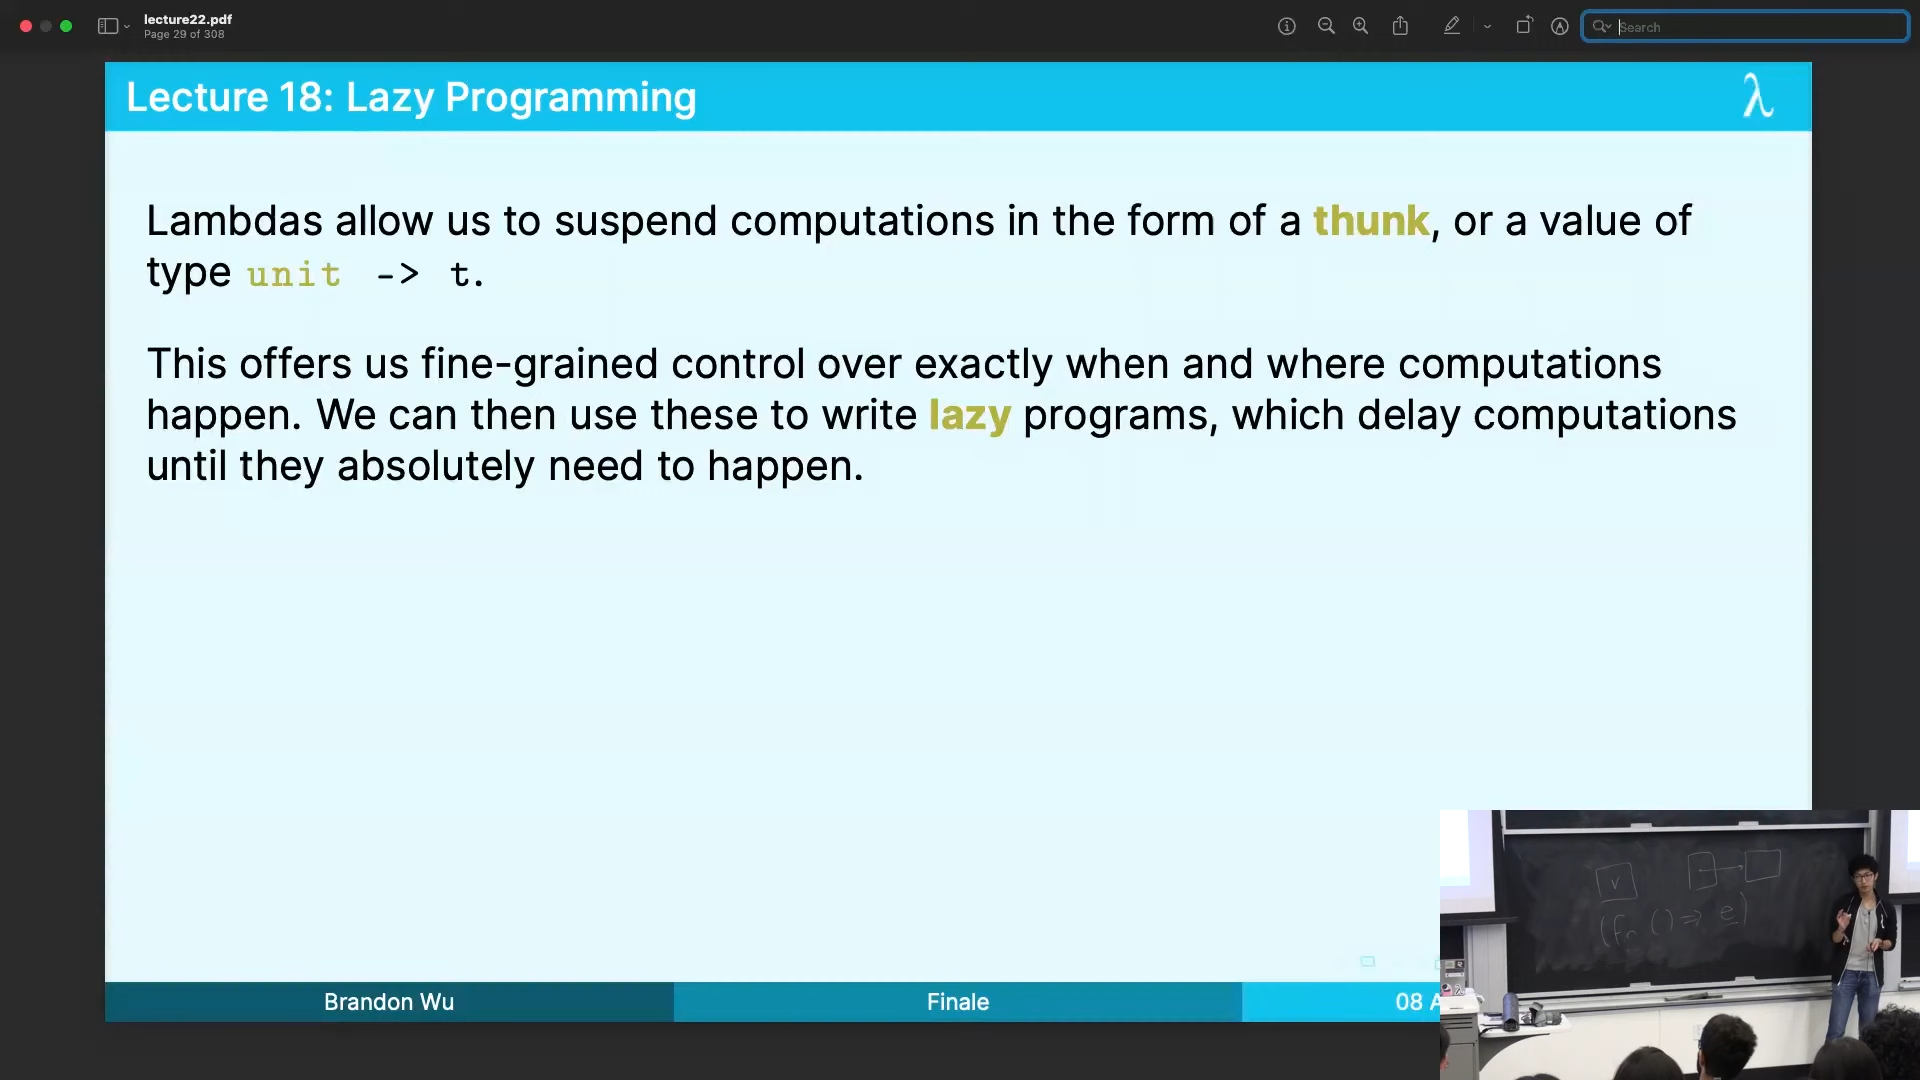 lecture22.pdf
Page 29 of 308
Search
Lecture 18: Lazy Programming
λ
Lambdas allow us to suspend computations in the form of a thunk, or a value of
type unit -> t.
This offers us fine-grained control over exactly when and where computations
happen. We can then use these to write lazy programs, which delay computations
until they absolutely need to happen.
v
(fn () => e)
Brandon Wu
Finale
08 A